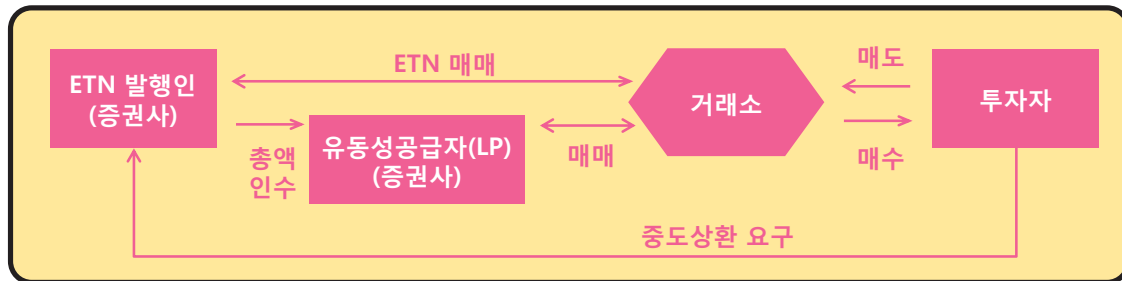 ETN 발행인
(증권사)
ETN 매매
거래소
매도
투자자
총액
인수
유동성공급자(LP)
(증권사)
매매
매수
중도상환 요구